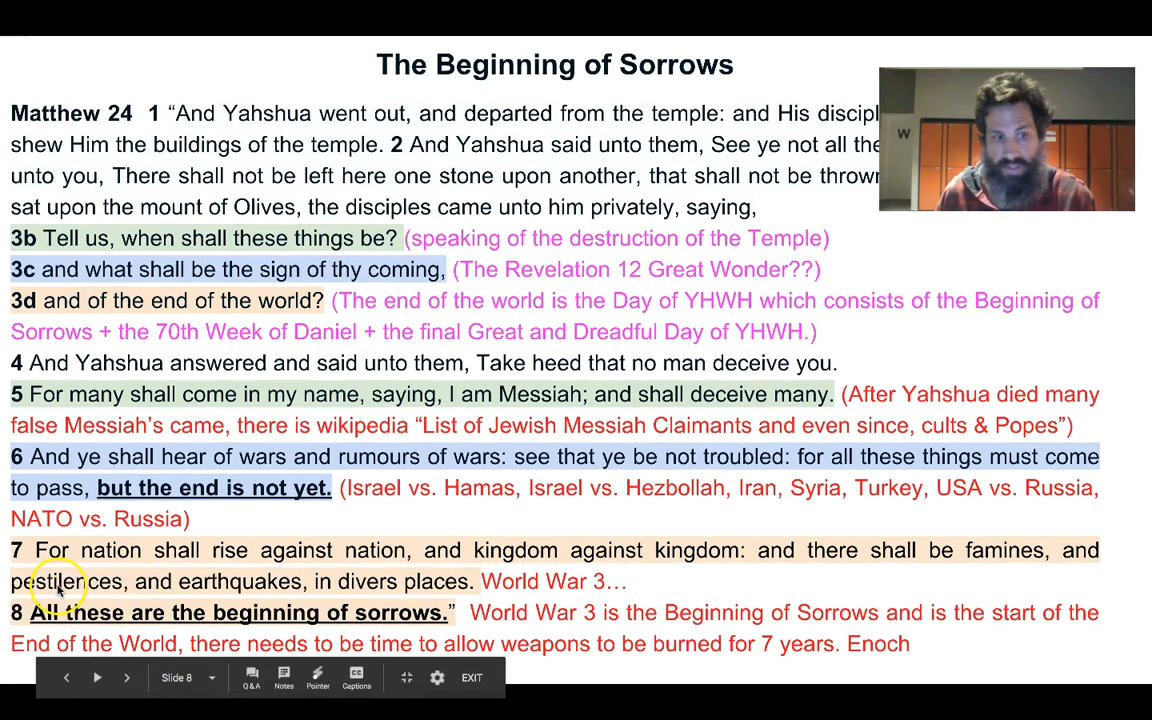 The Beginning of Sorrows
Matthew 24 1 “And Yahshua went out, and departed from the temple: and His discipl
shew Him the buildings of the temple. 2 And Yahshua said unto them, See ye not all the
unto you, There shall not be left here one stone upon another, that shall not be throwr
sat upon the mount of Olives, the disciples came unto him privately, saying,
3b Tell us, when shall these things be? (speaking of the destruction of the Temple)
3c and what shall be the sign of thy coming, (The Revelation 12 Great Wonder??)
3d and of the end of the world? (The end of the world is the Day of YHWH which consists of the Beginning of
Sorrows + the 70th Week of Daniel + the final Great and Dreadful Day of YHWH.)
4 And Yahshua answered and said unto them, Take heed that no man deceive you.
5 For many shall come in my name, saying, I am Messiah; and shall deceive many. (After Yahshua died many
false Messiah’s came, there is wikipedia “List of Jewish Messiah Claimants and even since, cults & Popes”)
6 And ye shall hear of wars and rumours of wars: see that ye be not troubled: for all these things must come
to pass, but the end is not yet. (Israel vs. Hamas, Israel vs. Hezbollah, Iran, Syria, Turkey, USA vs. Russia,
NATO vs. Russia)
7 For nation shall rise against nation, and kingdom against kingdom: and there shall be famines, and
pestilences, and earthquakes, in divers places. World War 3…
8 All these are the beginning of sorrows.” World War 3 is the Beginning of Sorrows and is the start of the
End of the World, there needs to be time to allow weapons to be burned for 7 years. Enoch
W
Slide 8
Q&A Notes Pointer Captions
EXIT